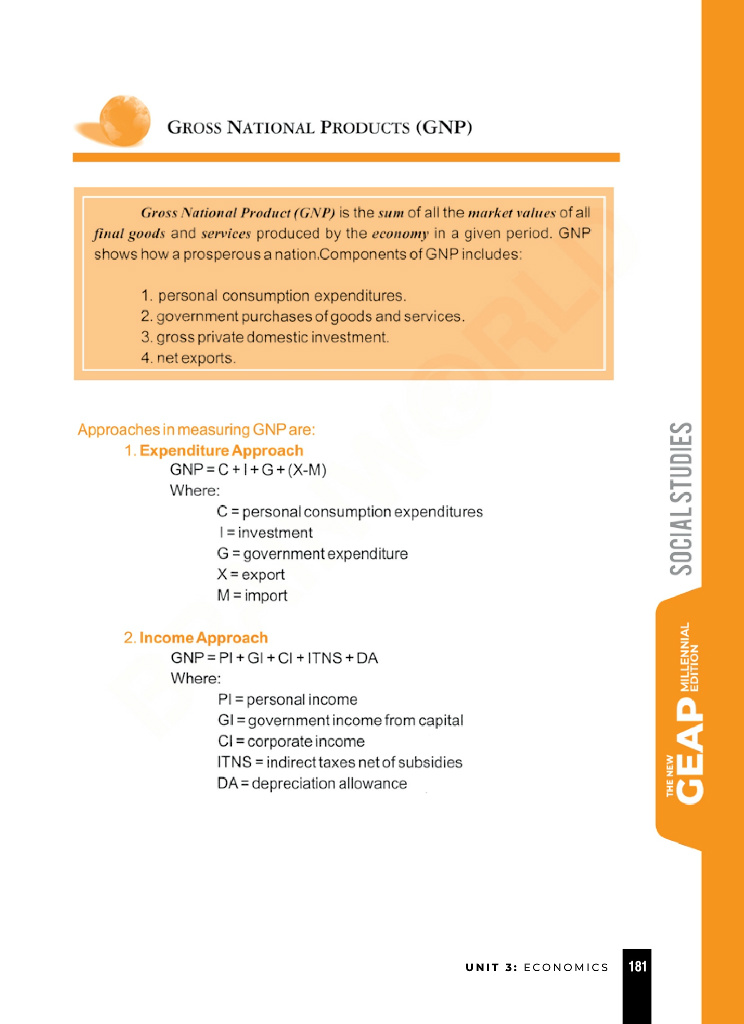 GROSS NATIONAL PRODUCTS (GNP)
Gross National Product (GNP) is the sum of all the market values of all
final goods and services produced by the economy in a given period. GNP
shows how a prosperous a nation.Components of GNP includes:
1. personal consumption expenditures.
2. government purchases of goods and services.
3. gross private domestic investment.
4. net exports.
Approaches in measuring GNP are:
1. Expenditure Approach
GNP = C + I + G + (X-M)
Where:
C = personal consumption expenditures
I = investment
G = government expenditure
X = export
M = import
2. Income Approach
GNP = PI + GI + CI + ITNS + DA
Where:
PI = personal income
GI = government income from capital
CI = corporate income
ITNS = indirect taxes net of subsidies
DA = depreciation allowance
SOCIAL STUDIES
THE NEW
GEAP
MILLENNIAL
EDITION
UNIT 3: ECONOMICS 181